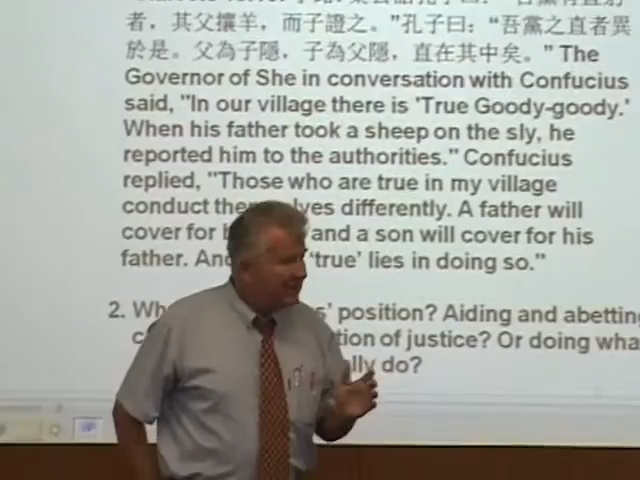 者，其父攘羊，而子證之。”孔子曰：“吾黨之直者異
於是。父為子隱，子為父隱，直在其中矣。” The
Governor of She in conversation with Confucius
said, "In our village there is 'True Goody-goody.'
When his father took a sheep on the sly, he
reported him to the authorities." Confucius
replied, "Those who are true in my village
conduct the lves differently. A father will
cover for and a son will cover for his
father. An 'true' lies in doing so."
2. Wh s' position? Aiding and abetting
tion of justice? Or doing wha
lly do?